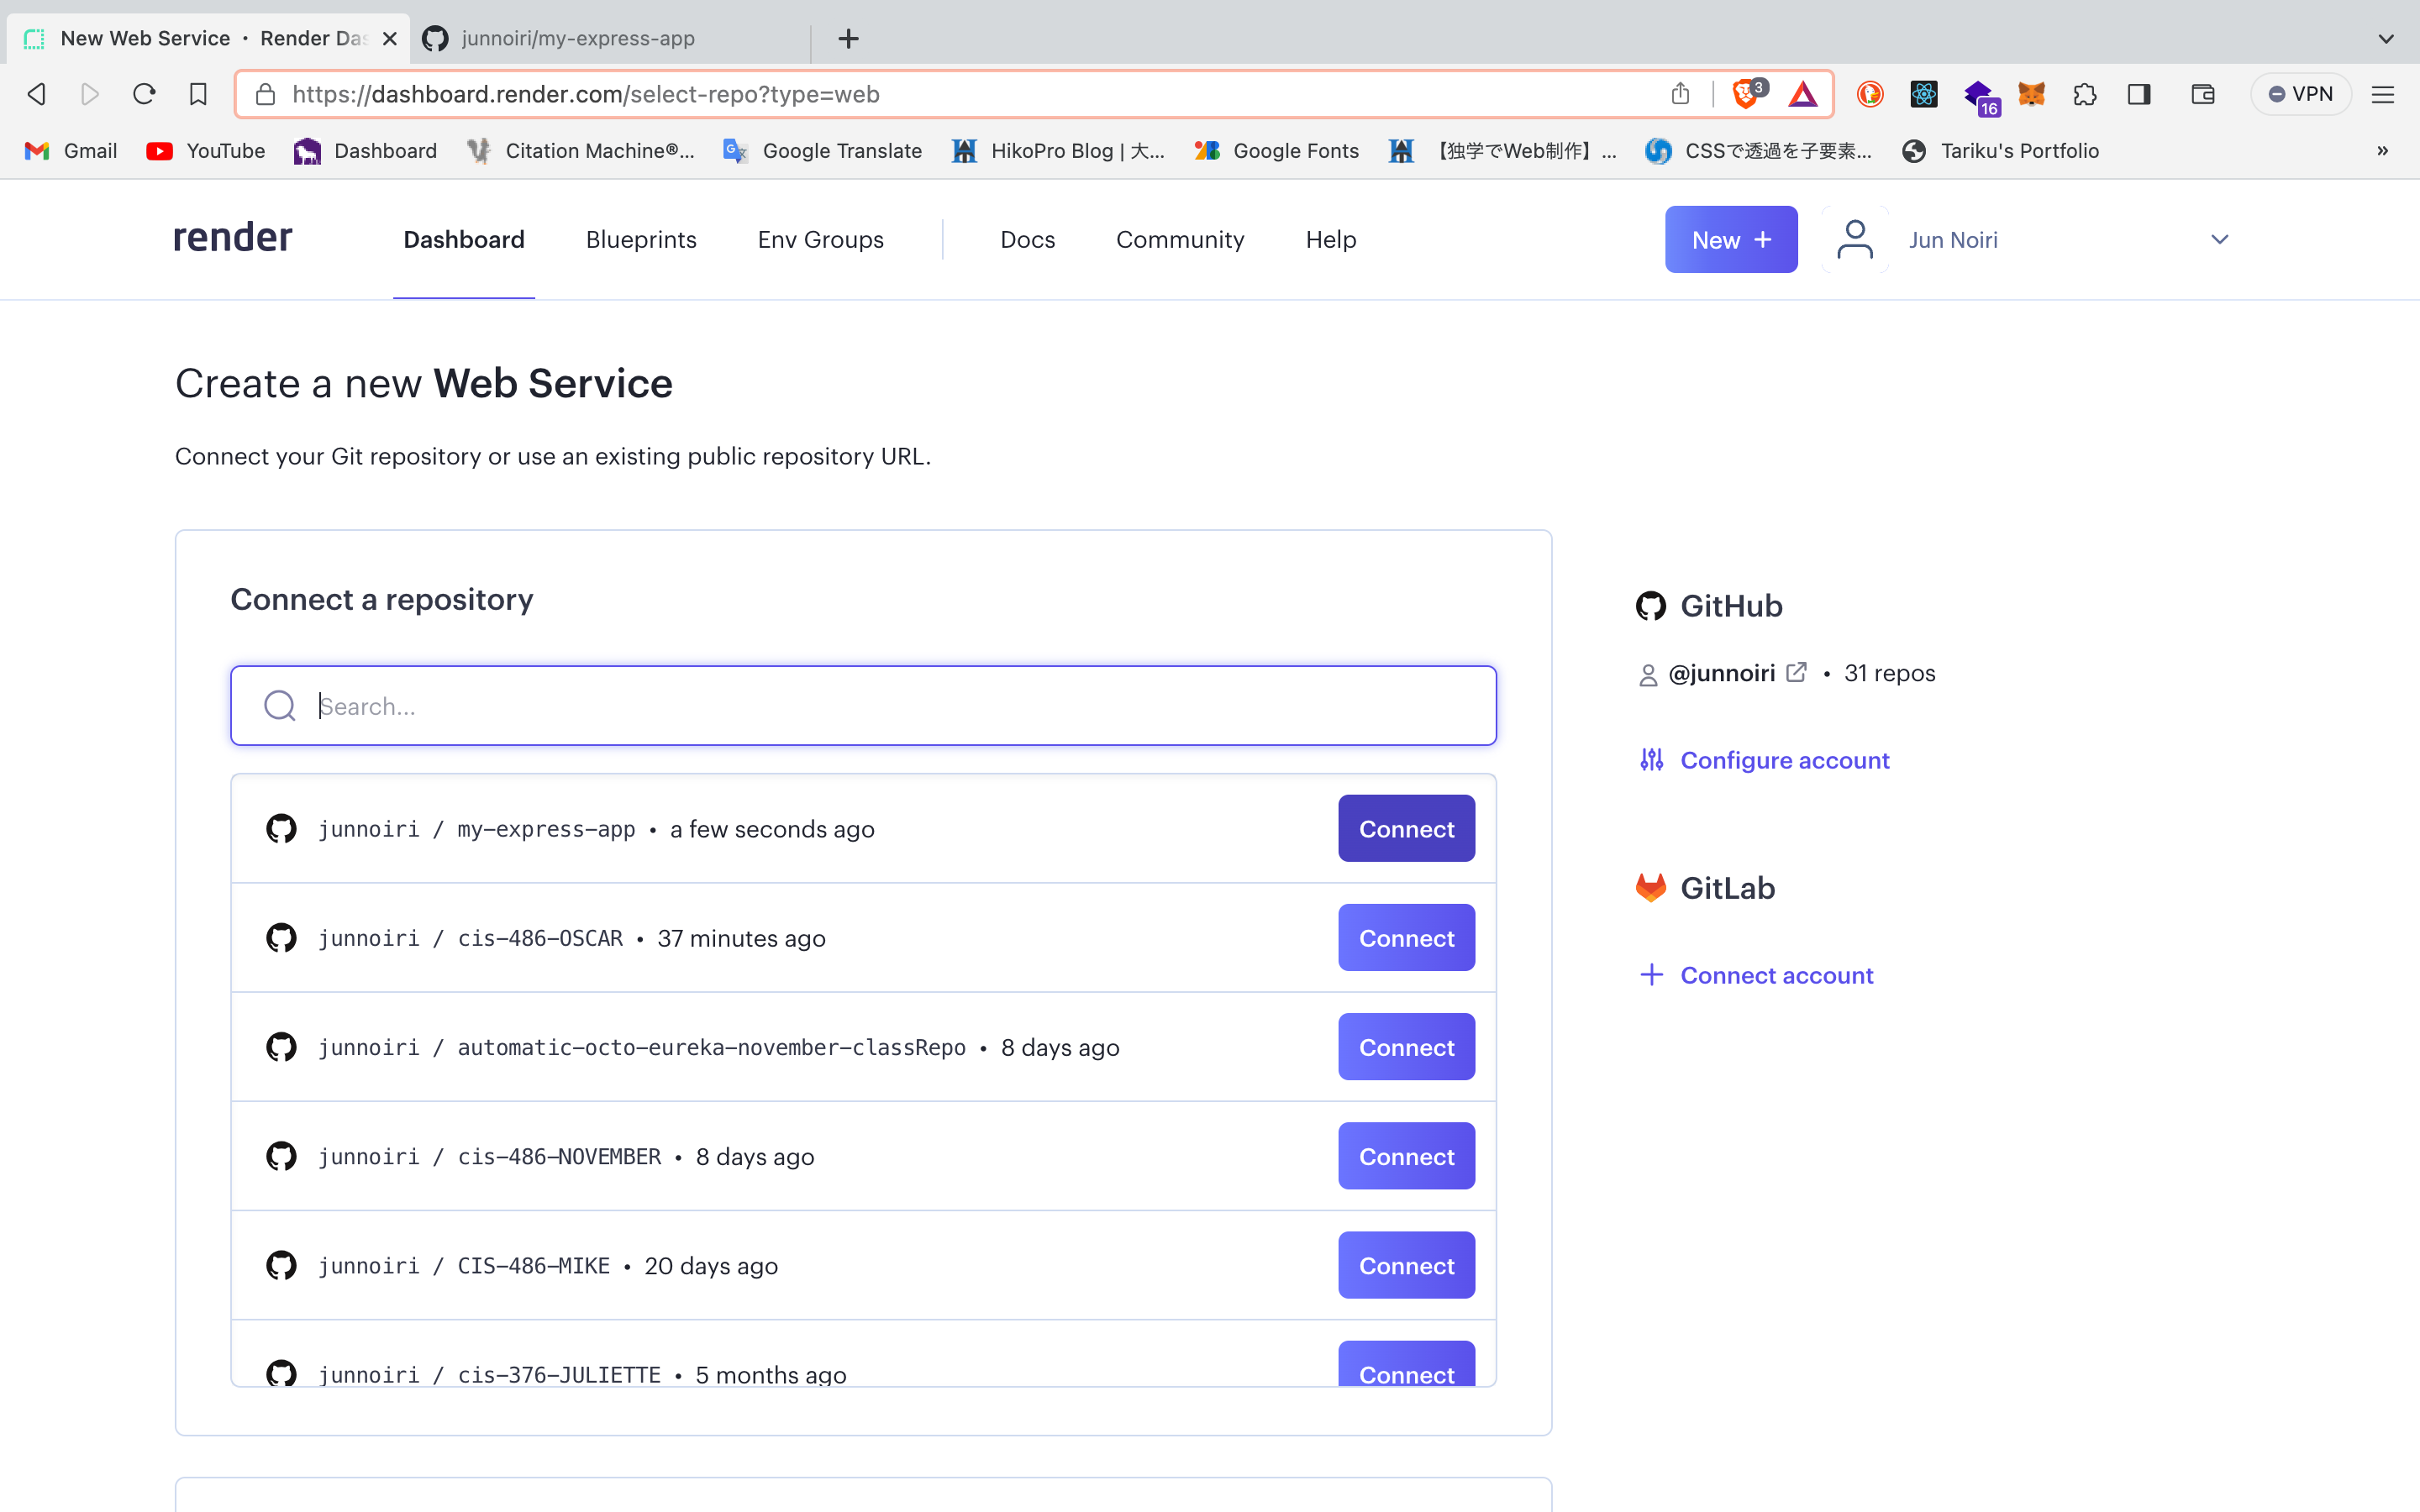 New Web Service · Render Das
junnoiri/my-express-app
https://dashboard.render.com/select-repo?type=web
3
16
VPN
Gmail
YouTube
Dashboard
Citation Machine®...
Google Translate
HikoPro Blog | 大...
Google Fonts
【独学でWeb制作】...
CSSで透過を子要素...
Tariku's Portfolio
»
render
Dashboard
Blueprints
Env Groups
Docs
Community
Help
New +
Jun Noiri
Create a new Web Service
Connect your Git repository or use an existing public repository URL.
Connect a repository
Search...
junnoiri / my-express-app • a few seconds ago
Connect
junnoiri / cis-486-OSCAR • 37 minutes ago
Connect
junnoiri / automatic-octo-eureka-november-classRepo • 8 days ago
Connect
junnoiri / cis-486-NOVEMBER • 8 days ago
Connect
junnoiri / CIS-486-MIKE • 20 days ago
Connect
junnoiri / cis-376-JULIETTE • 5 months ago
Connect
GitHub
@junnoiri • 31 repos
Configure account
GitLab
Connect account